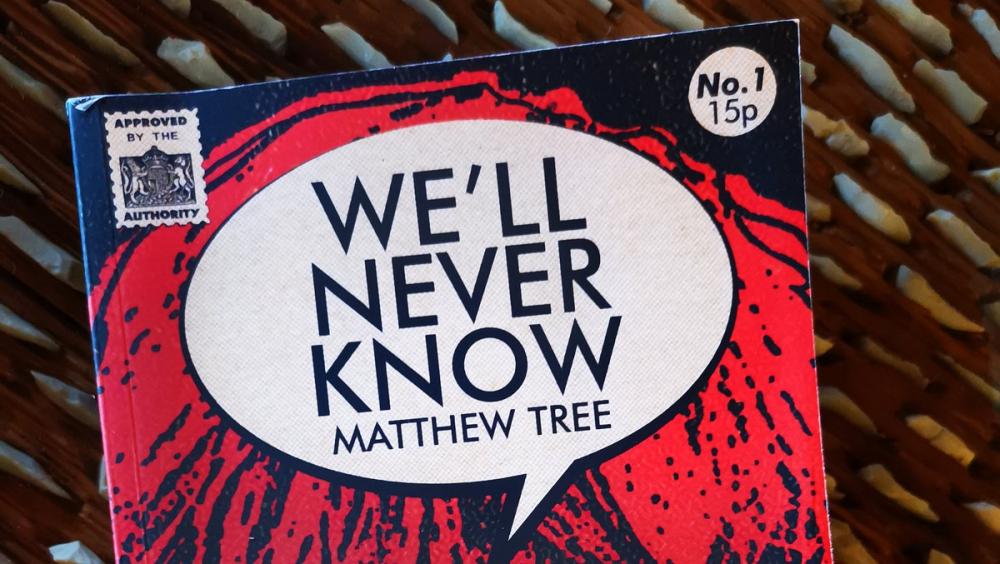 APPROVED
BY THE
AUTHORITY
No.1
15p
WE'LL
NEVER
KNOW
MATTHEW TREE